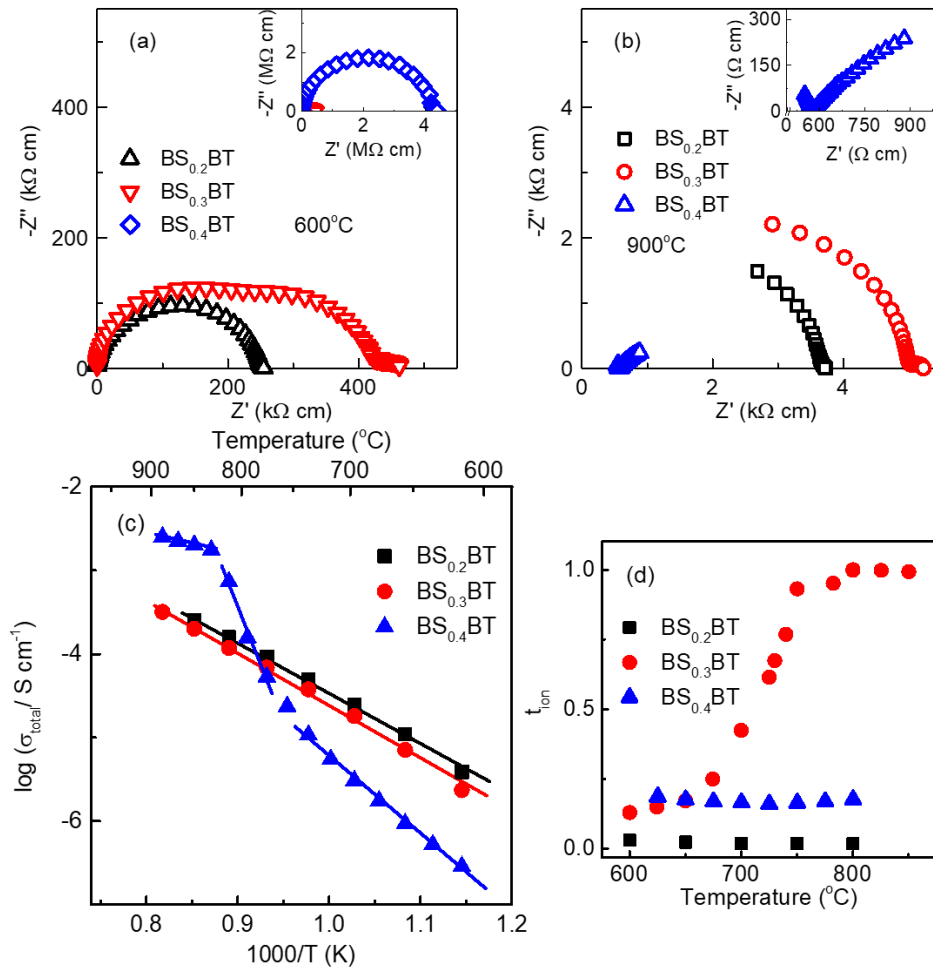 (a)
-Z'' (kΩ cm)
400
200
0
0 200 400
Z' (kΩ cm)
-Z'' (MΩ cm)
2
0
0 2 4
Z' (MΩ cm)
BS0.2BT
BS0.3BT
BS0.4BT
600°C
(b)
-Z'' (kΩ cm)
4
2
0
0 2 4
Z' (kΩ cm)
-Z'' (Ω cm)
300
150
0
0 600 750 900
Z' (Ω cm)
BS0.2BT
BS0.3BT
BS0.4BT
900°C
Temperature (°C)
900 800 700 600
(c)
log (σtotal/ S cm-1)
-2
-4
-6
BS0.2BT
BS0.3BT
BS0.4BT
0.8 0.9 1.0 1.1 1.2
1000/T (K)
(d)
tion
1.0
0.5
0.0
BS0.2BT
BS0.3BT
BS0.4BT
600 700 800
Temperature (°C)